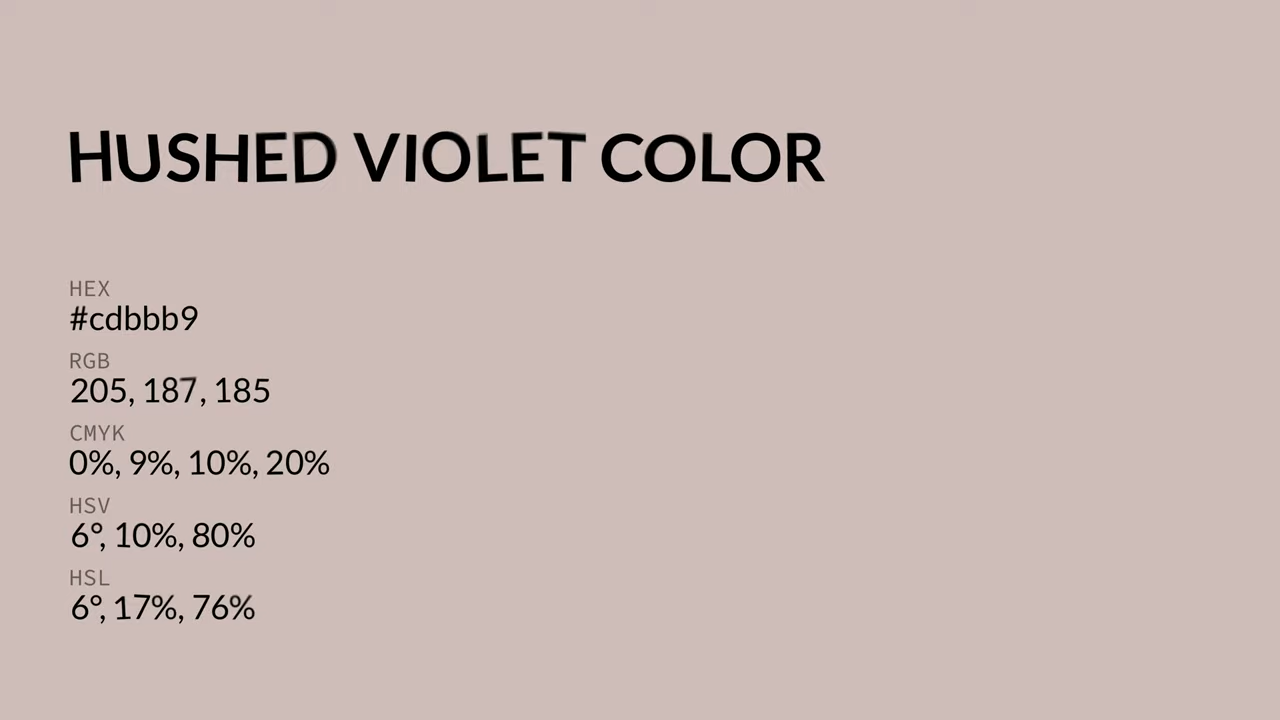 HUSHED VIOLET COLOR
HEX
#cdbbb9
RGB
205, 187, 185
CMYK
0%, 9%, 10%, 20%
HSV
6°, 10%, 80%
HSL
6°, 17%, 76%